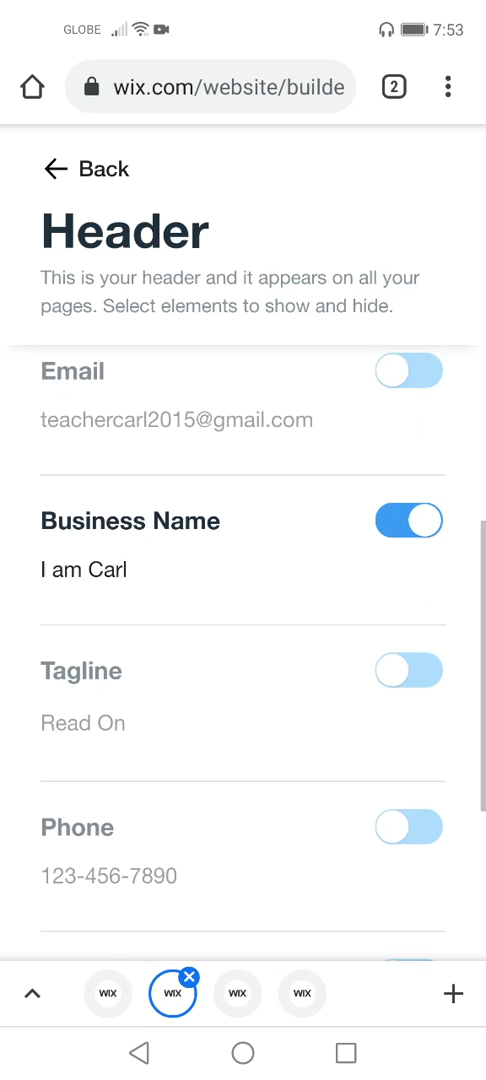 GLOBE 7:53
wix.com/website/builde 2
Back
Header
This is your header and it appears on all your
pages. Select elements to show and hide.
Email
teachercarl2015@gmail.com
Business Name
I am Carl
Tagline
Read On
Phone
123-456-7890
WIX WIX WIX WIX